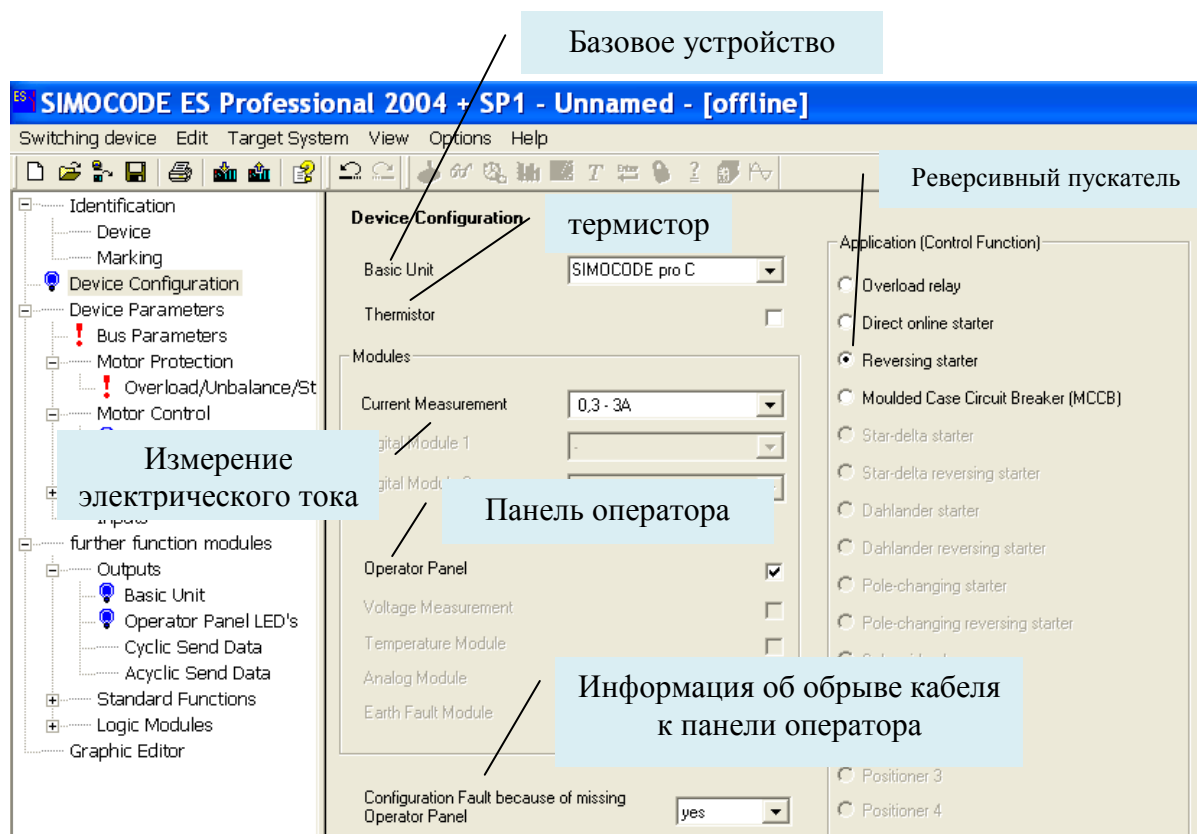 Базовое устройство
SIMOCODE ES Professional 2004 + SP1 - Unnamed - [offline]
Switching device Edit Target System View Options Help
Реверсивный пускатель
Identification
Device
Marking
Device Configuration
Device Parameters
Bus Parameters
Motor Protection
Overload/Unbalance/St
Motor Control
further function modules
Outputs
Basic Unit
Operator Panel LED's
Cyclic Send Data
Acyclic Send Data
Standard Functions
Logic Modules
Graphic Editor
Device Configuration
термистор
Basic Unit SIMOCODE pro C
Thermistor
Modules
Current Measurement 0,3 - 3A
Module 1 -
Измерение
электрического тока
Панель оператора
Operator Panel
Voltage Measurement
Temperature Module
Analog Module
Earth Fault Module
Информация об обрыве кабеля
к панели оператора
Configuration Fault because of missing
Operator Panel yes
Application (Control Function)
Overload relay
Direct online starter
Reversing starter
Moulded Case Circuit Breaker (MCCB)
Star-delta starter
Star-delta reversing starter
Dahlander starter
Dahlander reversing starter
Pole-changing starter
Pole-changing reversing starter
Positioner 3
Positioner 4